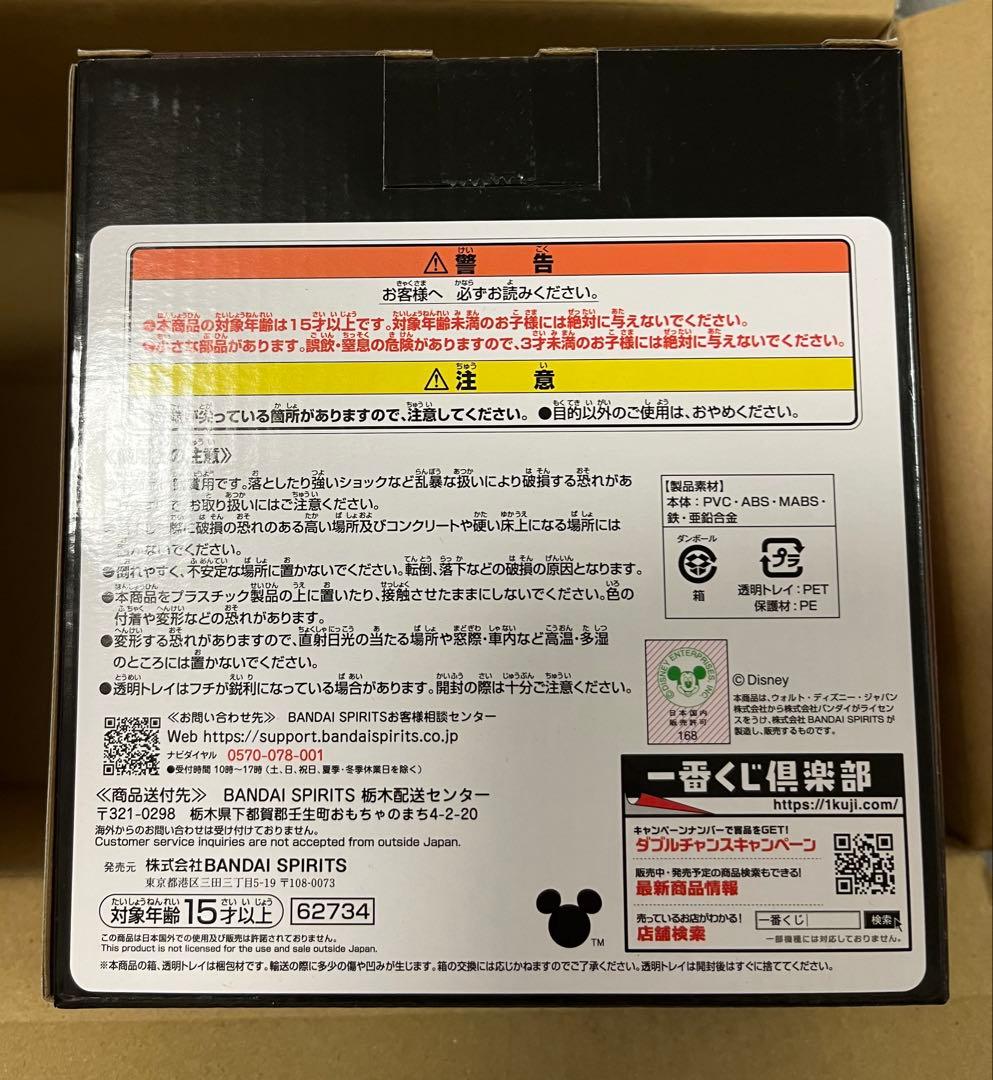 ⚠警告
お客様へ 必ずお読みください。
●本商品の対象年齢は15才以上です。対象年齢未満のお子様には絶対に与えないでください。
●小さな部品があります。誤飲・窒息の危険がありますので、3才未満のお子様には絶対に与えないでください。
⚠注意
っている箇所がありますので、注意してください。 ●目的以外のご使用は、おやめください。
の注意》
賞用です。落としたり強いショックなど乱暴な扱いにより破損する恐れがあ
お取り扱いにはご注意ください。
際に破損の恐れのある高い場所及びコンクリートや硬い床上になる場所には
かないでください。
●倒れやすく、不安定な場所に置かないでください。転倒、落下などの破損の原因となります。
●本商品をプラスチック製品の上に置いたり、接触させたままにしないでください。色の
付着や変形などの恐れがあります。
●変形する恐れがありますので、直射日光の当たる場所や窓際・車内など高温・多湿
のところには置かないでください。
●透明トレイはフチが鋭利になっている場合があります。開封の際は十分ご注意ください。
【製品素材】
本体：PVC・ABS・MABS・
鉄・亜鉛合金
ダンボール
箱
プラ
透明トレイ：PET
保護材：PE
©DISNEY ENTERPRISES INC.
日本国内
販売許可
168
©Disney
本商品は、ウォルト・ディズニー・ジャパン
株式会社から株式会社バンダイがライセン
スをうけ、株式会社 BANDAI SPIRITS が
製造し、販売するものです。
≪お問い合わせ先≫ BANDAI SPIRITSお客様相談センター
Web https://support.bandaispirits.co.jp
ナビダイヤル 0570-078-001
●受付時間 10時～17時（土、日、祝日、夏季・冬季休業日を除く）
≪商品送付先≫ BANDAI SPIRITS 栃木配送センター
〒321-0298 栃木県下都賀郡壬生町おもちゃのまち4-2-20
海外からのお問い合わせは受け付けておりません。
Customer service inquiries are not accepted from outside Japan.
発売元 株式会社BANDAI SPIRITS
東京都港区三田三丁目5-19 〒108-0073
対象年齢15才以上 62734
この商品は日本国外での使用及び販売は許諾されておりません。
This product is not licensed for the use and sale outside Japan.
TM
一番くじ倶楽部
https://1kuji.com/
キャンペーンナンバーで賞品をGET!
ダブルチャンスキャンペーン
販売中・発売予定の商品検索もできる!
最新商品情報
売っているお店がわかる!
店舗検索
一番くじ 検索
一部機種には対応しておりません。
※本商品の箱、透明トレイは梱包材です。輸送の際に多少の傷や凹みが生じます。箱の交換には応じかねますのでご了承ください。透明トレイは開封後はすぐに捨ててください。